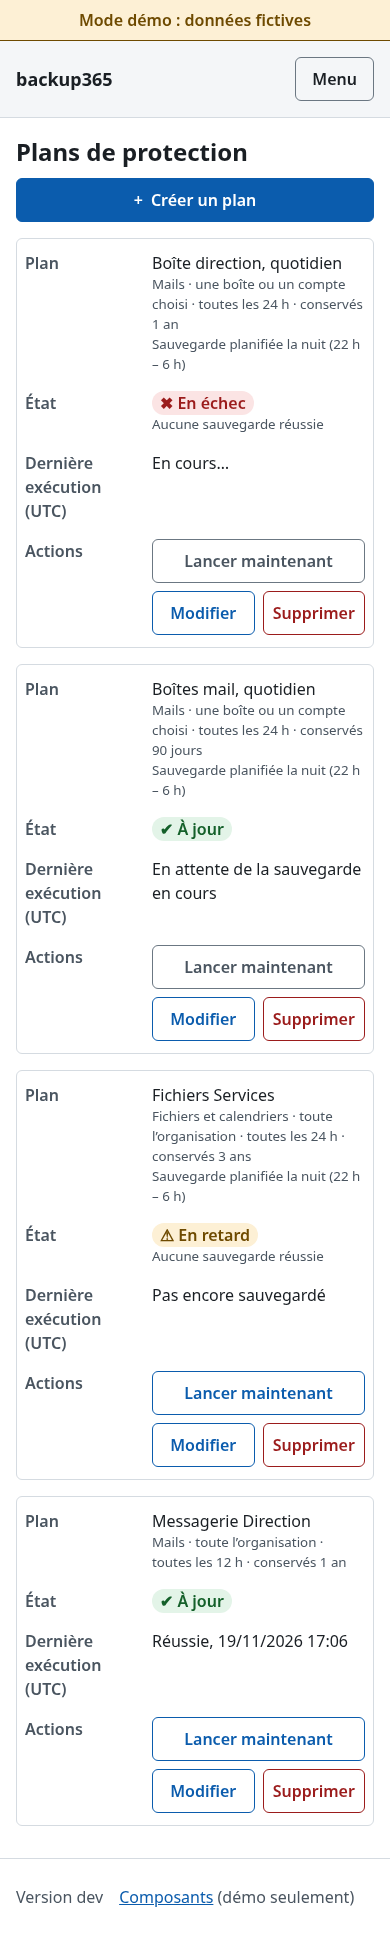 Mode démo : données fictives
backup365
Menu
Plans de protection
+ Créer un plan
Plan
Boîte direction, quotidien
Mails · une boîte ou un compte
choisi · toutes les 24 h · conservés
1 an
Sauvegarde planifiée la nuit (22 h
– 6 h)
État
✖ En échec
Aucune sauvegarde réussie
Dernière
exécution
(UTC)
En cours…
Actions
Lancer maintenant
Modifier
Supprimer
Plan
Boîtes mail, quotidien
Mails · une boîte ou un compte
choisi · toutes les 24 h · conservés
90 jours
Sauvegarde planifiée la nuit (22 h
– 6 h)
État
✔ À jour
Dernière
exécution
(UTC)
En attente de la sauvegarde
en cours
Actions
Lancer maintenant
Modifier
Supprimer
Plan
Fichiers Services
Fichiers et calendriers · toute
l’organisation · toutes les 24 h ·
conservés 3 ans
Sauvegarde planifiée la nuit (22 h
– 6 h)
État
⚠ En retard
Aucune sauvegarde réussie
Dernière
exécution
(UTC)
Pas encore sauvegardé
Actions
Lancer maintenant
Modifier
Supprimer
Plan
Messagerie Direction
Mails · toute l’organisation ·
toutes les 12 h · conservés 1 an
État
✔ À jour
Dernière
exécution
(UTC)
Réussie, 19/11/2026 17:06
Actions
Lancer maintenant
Modifier
Supprimer
Version dev Composants (démo seulement)